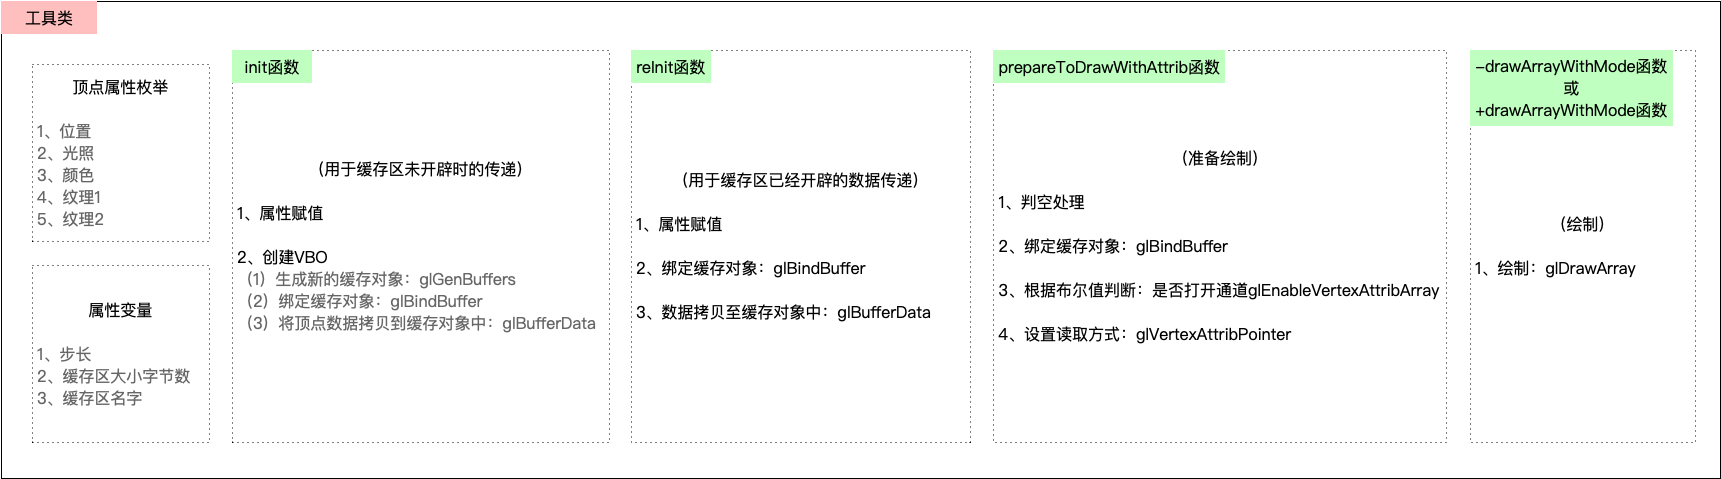 工具类
顶点属性枚举
1、位置
2、光照
3、颜色
4、纹理1
5、纹理2
属性变量
1、步长
2、缓存区大小字节数
3、缓存区名字
init函数
（用于缓存区未开辟时的传递）
1、属性赋值
2、创建VBO
（1）生成新的缓存对象：glGenBuffers
（2）绑定缓存对象：glBindBuffer
（3）将顶点数据拷贝到缓存对象中：glBufferData
reInit函数
（用于缓存区已经开辟的数据传递）
1、属性赋值
2、绑定缓存对象：glBindBuffer
3、数据拷贝至缓存对象中：glBufferData
prepareToDrawWithAttrib函数
（准备绘制）
1、判空处理
2、绑定缓存对象：glBindBuffer
3、根据布尔值判断：是否打开通道glEnableVertexAttribArray
4、设置读取方式：glVertexAttribPointer
-drawArrayWithMode函数
或
+drawArrayWithMode函数
（绘制）
1、绘制：glDrawArray